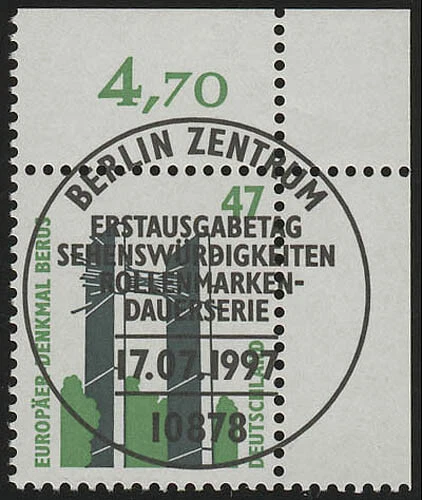 4,70
BERLIN ZENTRUM
47
ERSTAUSGABETAG
SEHENSWÜRDIGKEITEN
ROLLENMARKEN-
DAUERSERIE
17.07.1997
10878
EUROPÄER DENKMAL BERUS
DEUTSCHLAND